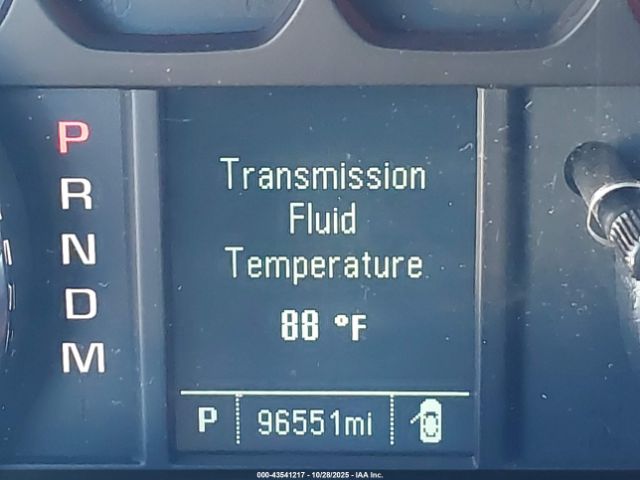 P
R
N
D
M
Transmission
Fluid
Temperature
88 °F
P 96551mi
000-43541217 - 10/28/2025 - IAA Inc.